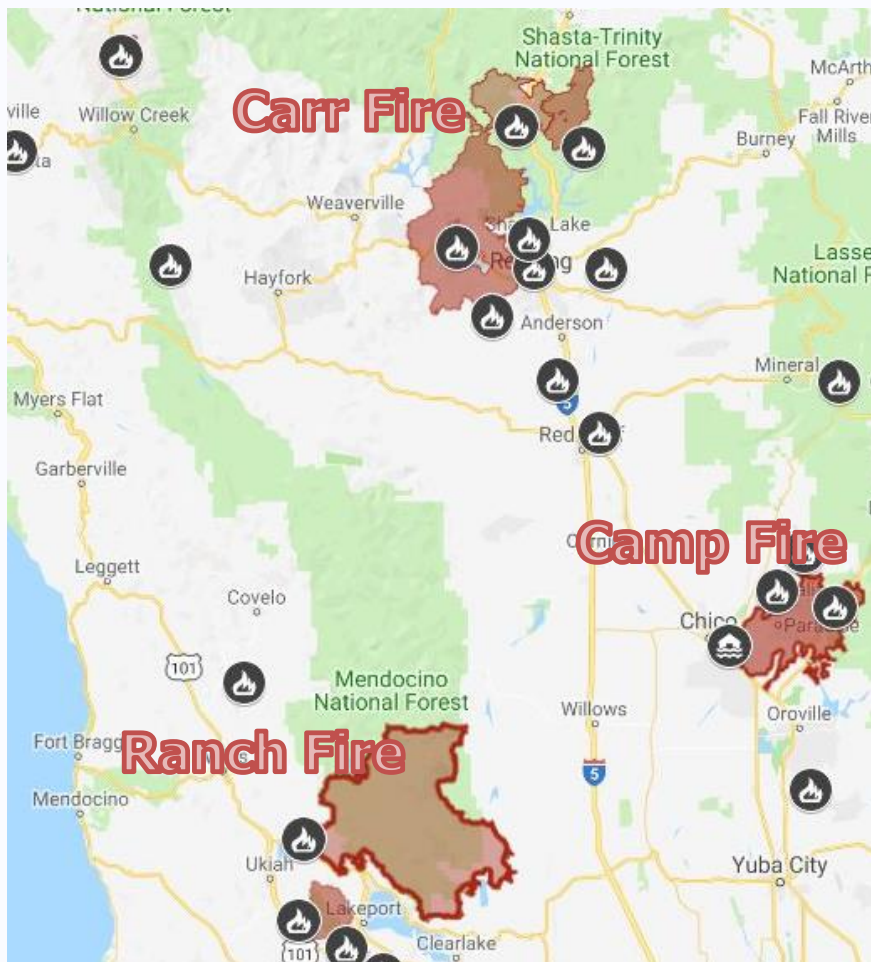 National Forest
Shasta-Trinity
National Forest
McArth
Carr Fire
ville
Willow Creek
Fall River
Mills
Burney
ta
Weaverville
Lake
Hayfork
Lasse
National F
Anderson
Mineral
Myers Flat
5
Red
Garberville
Camp Fire
Leggett
Covelo
Chico
101
Mendocino
National Forest
Willows
Oroville
Fort Bragg
Ranch Fire
5
Mendocino
Ukiah
Yuba City
Lakeport
Clearlake
101